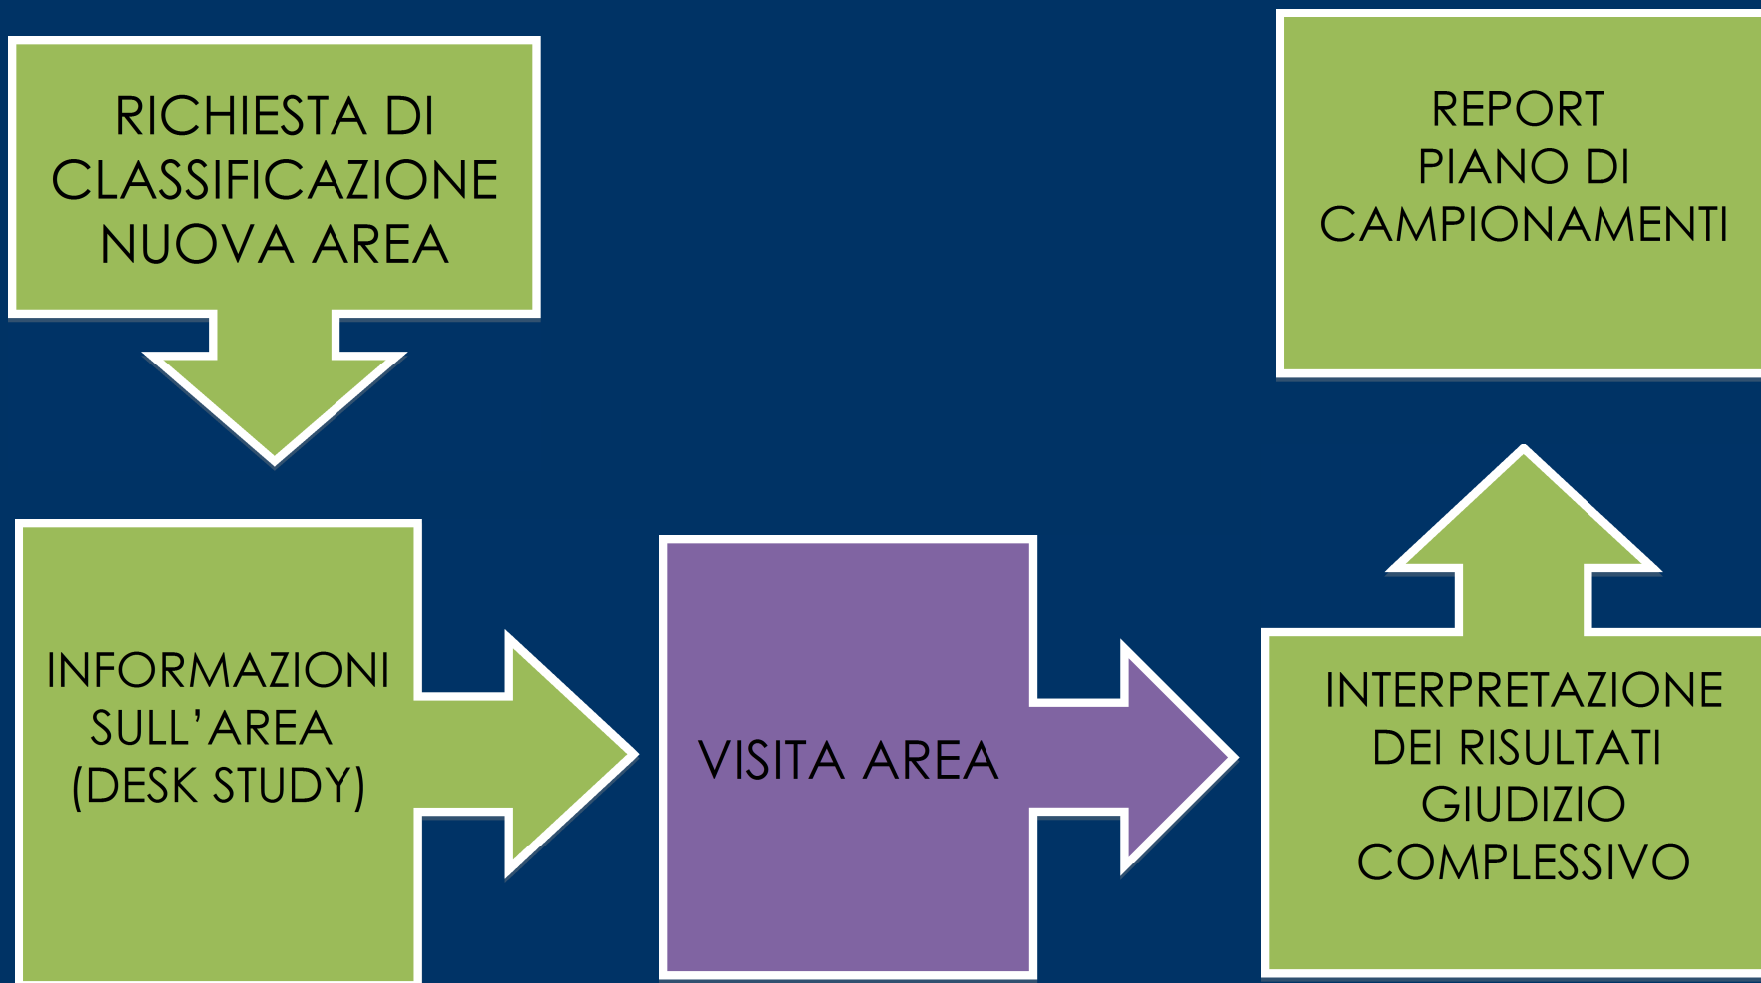 RICHIESTA DI
CLASSIFICAZIONE
NUOVA AREA
INFORMAZIONI
SULL’AREA
(DESK STUDY)
VISITA AREA
INTERPRETAZIONE
DEI RISULTATI
GIUDIZIO
COMPLESSIVO
REPORT
PIANO DI
CAMPIONAMENTI